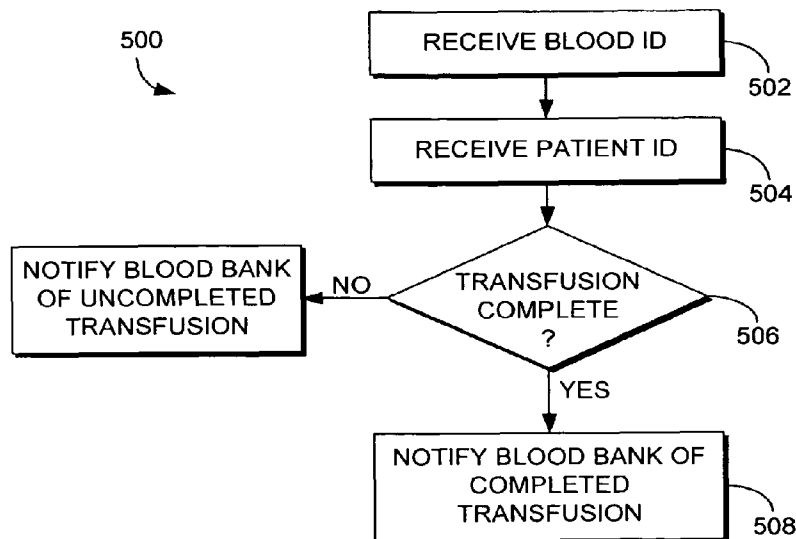 500
RECEIVE BLOOD ID
502
RECEIVE PATIENT ID
504
TRANSFUSION
COMPLETE
?
506
NO
NOTIFY BLOOD BANK
OF UNCOMPLETED
TRANSFUSION
YES
NOTIFY BLOOD BANK OF
COMPLETED
TRANSFUSION
508